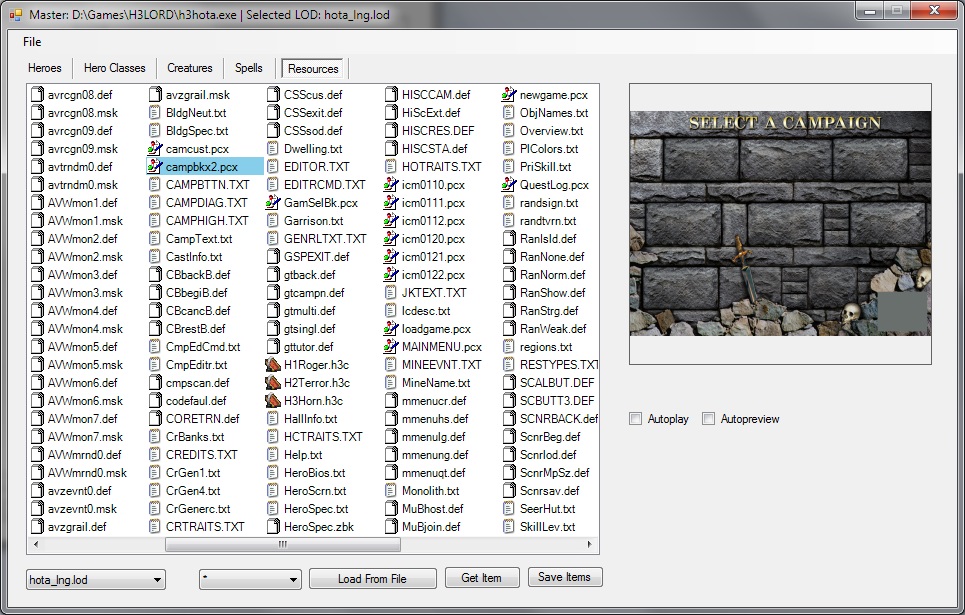 Master: D:\Games\H3LORD\h3hota.exe | Selected LOD: hota_lng.lod
File
Heroes Hero Classes Creatures Spells Resources
avrcgn08.def avzgrail.msk CSScus.def HISCCAM.def newgame.pcx
avrcgn08.msk BldgNeut.txt CSSexit.def HiScExt.def ObjNames.txt
avrcgn09.def BldgSpec.txt CSSsod.def HISCRES.DEF Overview.txt
avrcgn09.msk camcust.pcx Dwelling.txt HISCSTA.def PlColors.txt
avtrndm0.def campbkx2.pcx EDITOR.TXT HOTRAITS.TXT PriSkill.txt
avtrndm0.msk CAMPBTTN.TXT EDITRCMD.TXT icm0110.pcx QuestLog.pcx
AVWmon1.def CAMPDIAG.TXT GamSelBk.pcx icm0111.pcx randsign.txt
AVWmon1.msk CAMPHIGH.TXT Garrison.txt icm0112.pcx randtvrn.txt
AVWmon2.def CampText.txt GENRLTXT.TXT icm0120.pcx RanIsld.def
AVWmon2.msk CastInfo.txt GSPEXIT.def icm0121.pcx RanNone.def
AVWmon3.def CBbackB.def gtback.def icm0122.pcx RanNorm.def
AVWmon3.msk CBbegiB.def gtcampn.def JKTEXT.TXT RanShow.def
AVWmon4.def CBcancB.def gtmulti.def lcdesc.txt RanStrg.def
AVWmon4.msk CBrestB.def gtsingl.def loadgame.pcx RanWeak.def
AVWmon5.def CmpEdCmd.txt gttutor.def MAINMENU.pcx regions.txt
AVWmon5.msk CmpEditr.txt H1Roger.h3c MINEEVNT.TXT RESTYPES.TXT
AVWmon6.def cmpscan.def H2Terror.h3c MineName.txt SCALBUT.DEF
AVWmon6.msk codefaul.def H3Horn.h3c mmenucr.def SCBUTT3.DEF
AVWmon7.def CORETRN.def HallInfo.txt mmenuhs.def SCNRBACK.def
AVWmon7.msk CrBanks.txt HCTRAITS.TXT mmenulg.def ScnrBeg.def
AVWmrnd0.def CREDITS.TXT Help.txt mmenung.def ScnrlOd.def
AVWmrnd0.msk CrGen1.txt HeroBios.txt mmenuqt.def ScnrMpSz.def
avzevnt0.def CrGen4.txt HeroScrn.txt Monolith.txt Scnrsav.def
avzevnt0.msk CrGenerc.txt HeroSpec.txt MuBhost.def SeerHut.txt
avzgrail.def CRTRAITS.TXT HeroSpec.zbk MuBjoin.def SkillLev.txt
SELECT A CAMPAIGN
Autoplay Autopreview
hota_lng.lod * Load From File Get Item Save Items